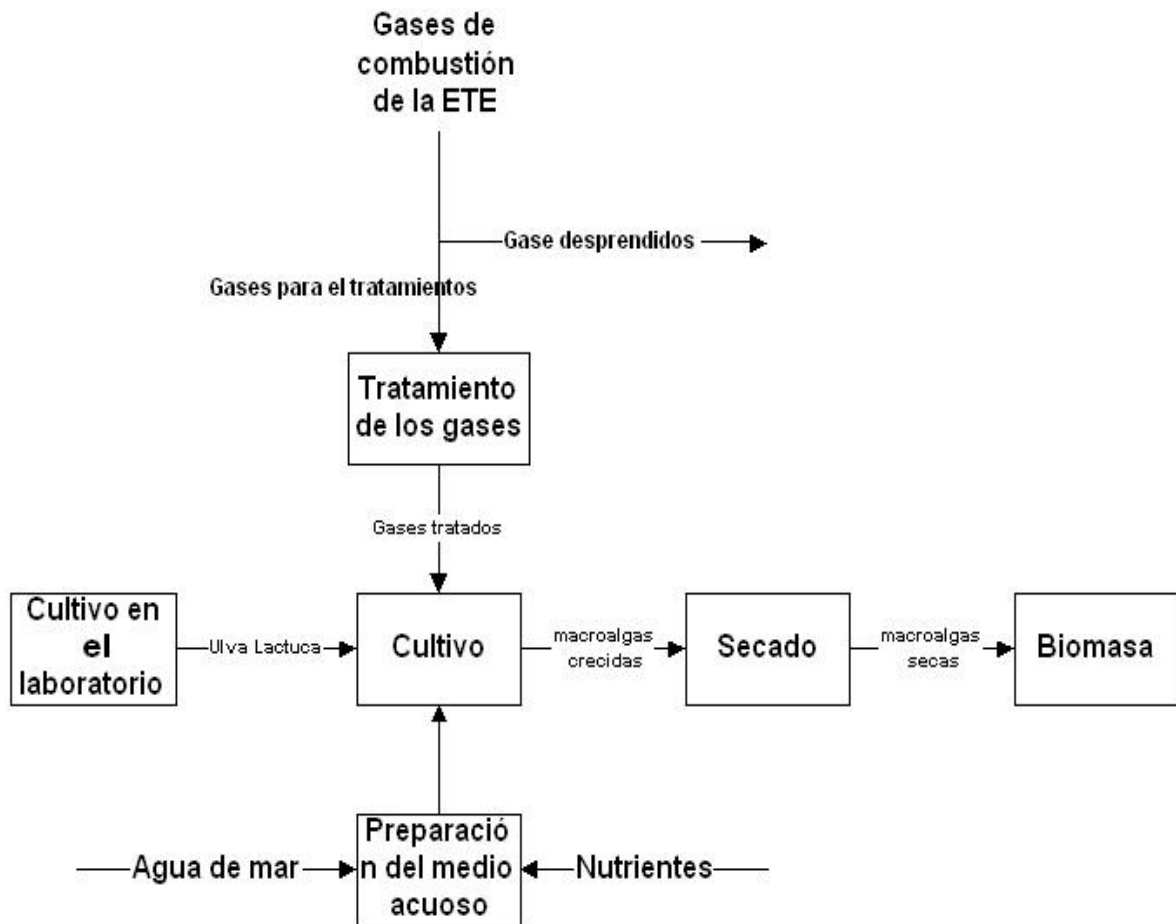 Gases de
combustión
de la ETE
Gase desprendidos
Gases para el tratamientos
Tratamiento
de los gases
Gases tratados
Cultivo en
el
laboratorio
Ulva Lactuca
Cultivo
macroalgas
crecidas
Secado
macroalgas
secas
Biomasa
Agua de mar
Preparació
n del medio
acuoso
Nutrientes